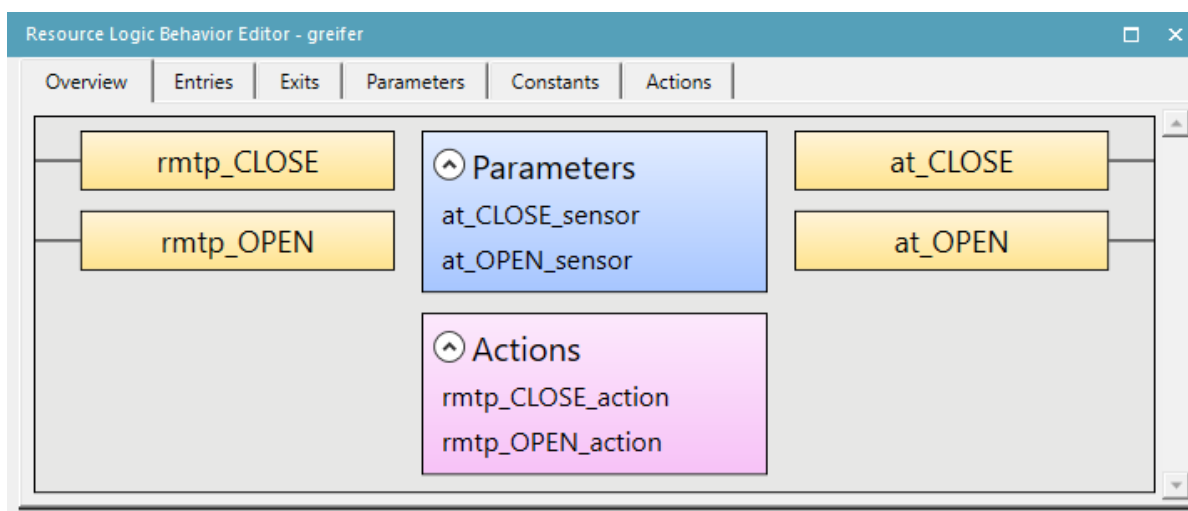 Resource Logic Behavior Editor - greifer
Overview Entries Exits Parameters Constants Actions
rmtp_CLOSE
rmtp_OPEN
Parameters
at_CLOSE_sensor
at_OPEN_sensor
Actions
rmtp_CLOSE_action
rmtp_OPEN_action
at_CLOSE
at_OPEN